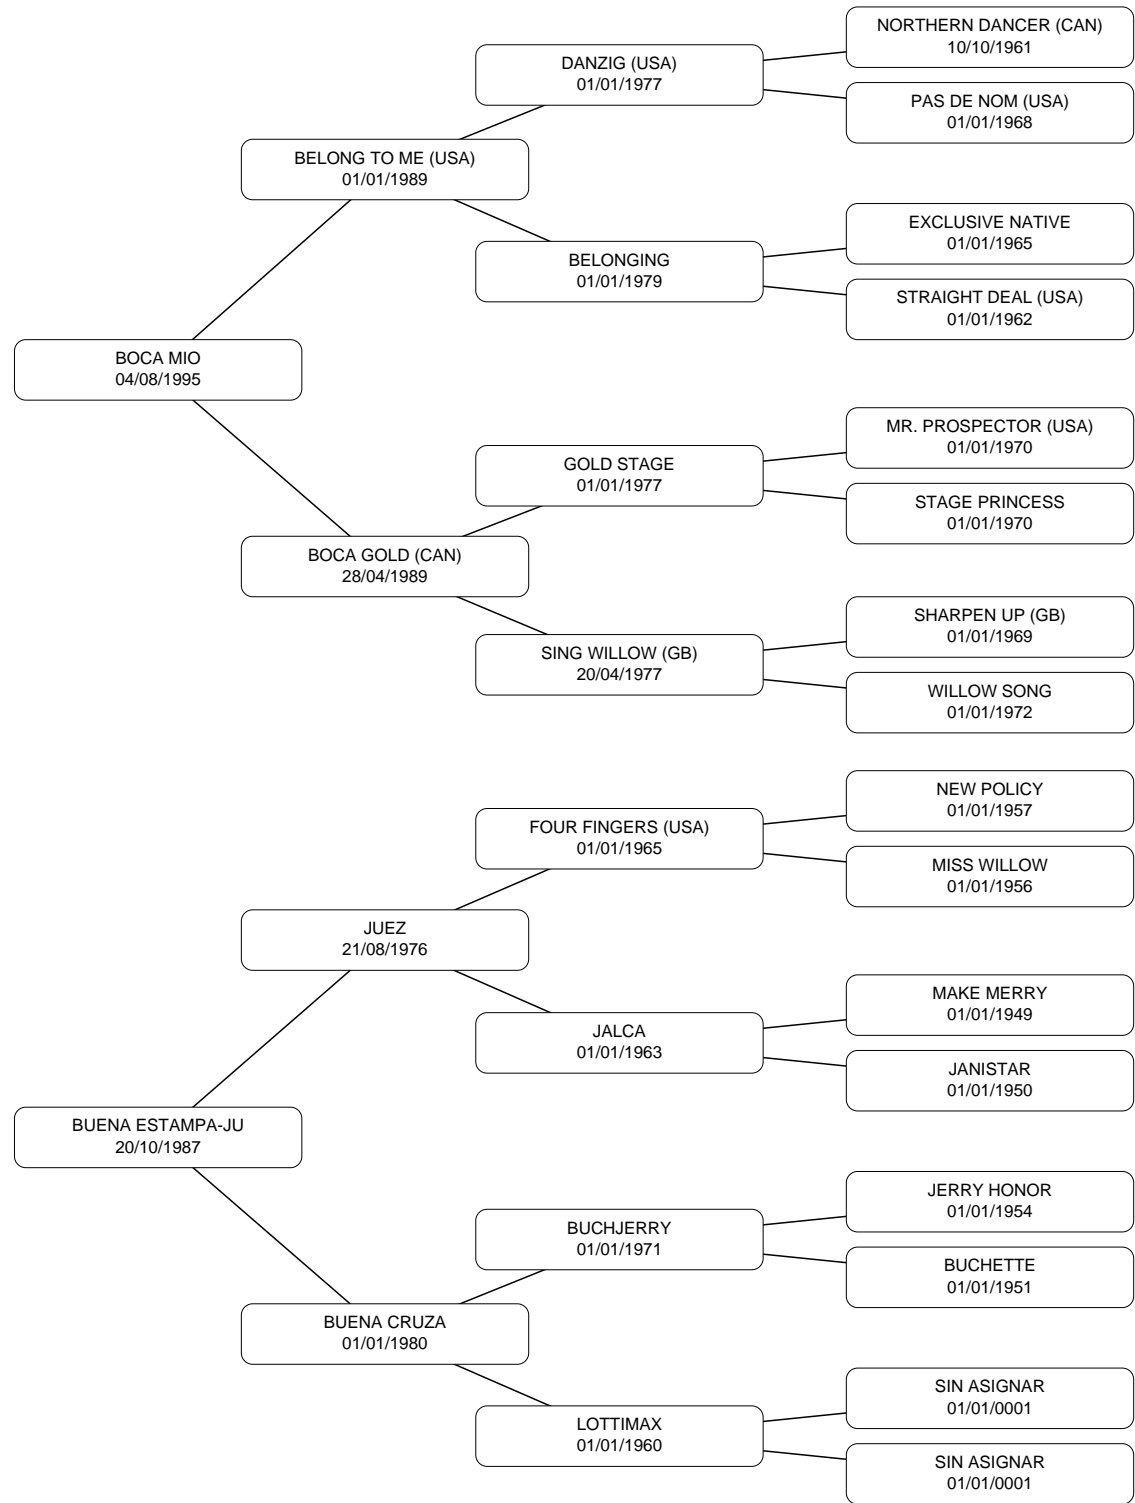 NORTHERN DANCER (CAN)
10/10/1961
DANZIG (USA)
01/01/1977
PAS DE NOM (USA)
01/01/1968
BELONG TO ME (USA)
01/01/1989
EXCLUSIVE NATIVE
01/01/1965
BELONGING
01/01/1979
STRAIGHT DEAL (USA)
01/01/1962
BOCA MIO
04/08/1995
MR. PROSPECTOR (USA)
01/01/1970
GOLD STAGE
01/01/1977
STAGE PRINCESS
01/01/1970
BOCA GOLD (CAN)
28/04/1989
SHARPEN UP (GB)
01/01/1969
SING WILLOW (GB)
20/04/1977
WILLOW SONG
01/01/1972
NEW POLICY
01/01/1957
FOUR FINGERS (USA)
01/01/1965
MISS WILLOW
01/01/1956
JUEZ
21/08/1976
MAKE MERRY
01/01/1949
JALCA
01/01/1963
JANISTAR
01/01/1950
BUENA ESTAMPA-JU
20/10/1987
JERRY HONOR
01/01/1954
BUCHJERRY
01/01/1971
BUCHETTE
01/01/1951
BUENA CRUZA
01/01/1980
SIN ASIGNAR
01/01/0001
LOTTIMAX
01/01/1960
SIN ASIGNAR
01/01/0001